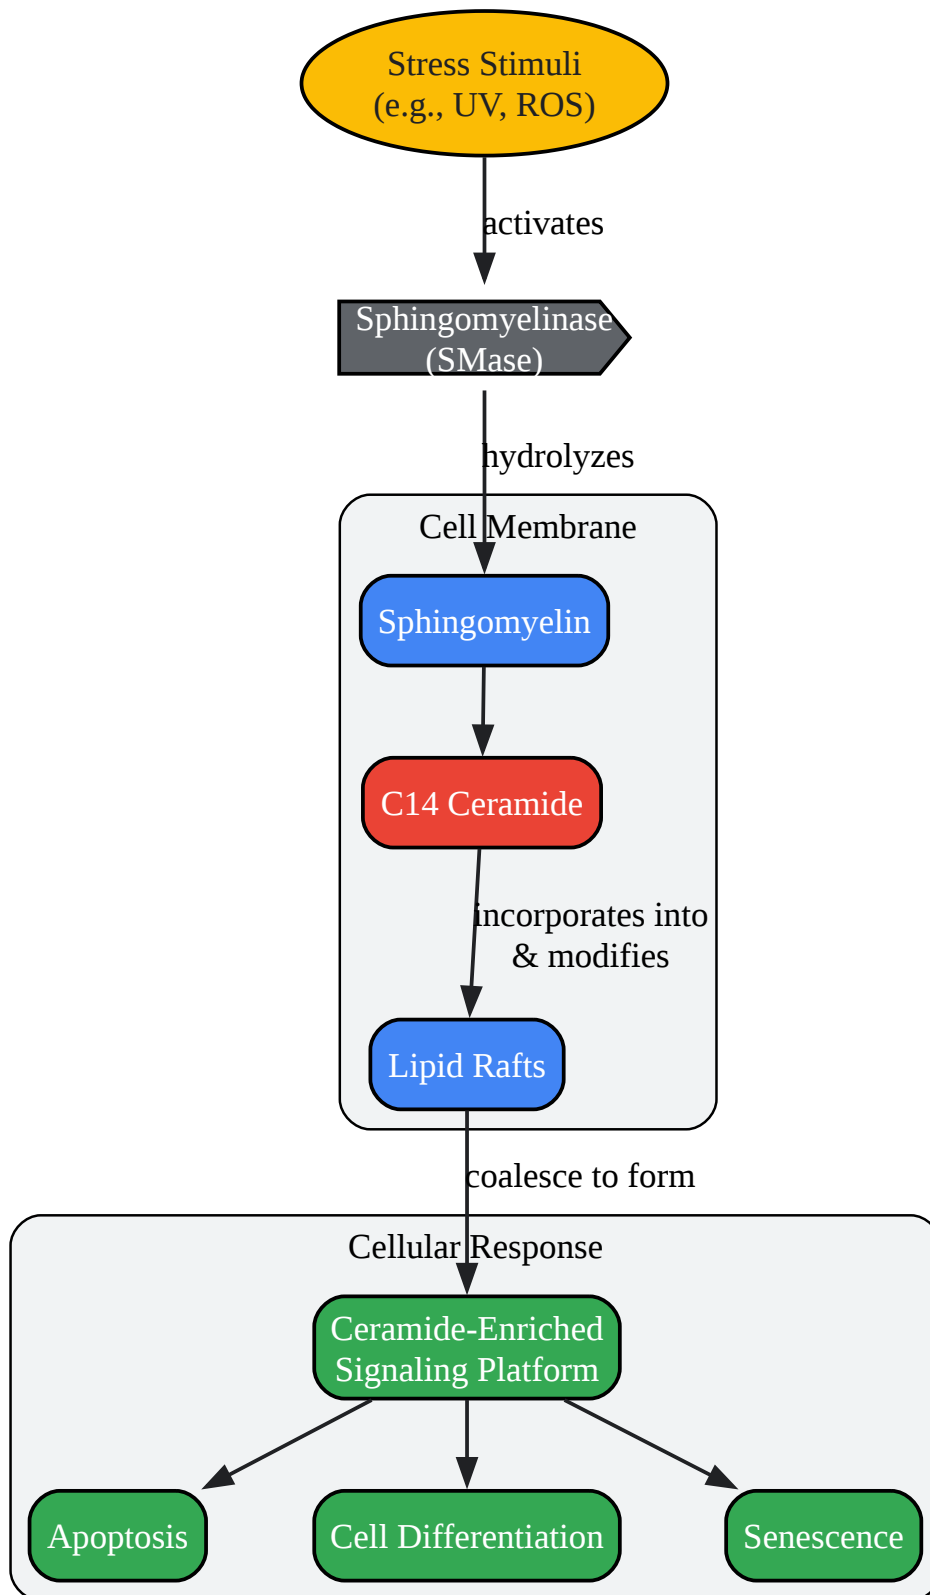 Stress Stimuli
(e.g., UV, ROS)
activates
Sphingomyelinase
(SMase)
hydrolyzes
Cell Membrane
Sphingomyelin
C14 Ceramide
incorporates into
& modifies
Lipid Rafts
coalesce to form
Cellular Response
Ceramide-Enriched
Signaling Platform
Apoptosis
Cell Differentiation
Senescence